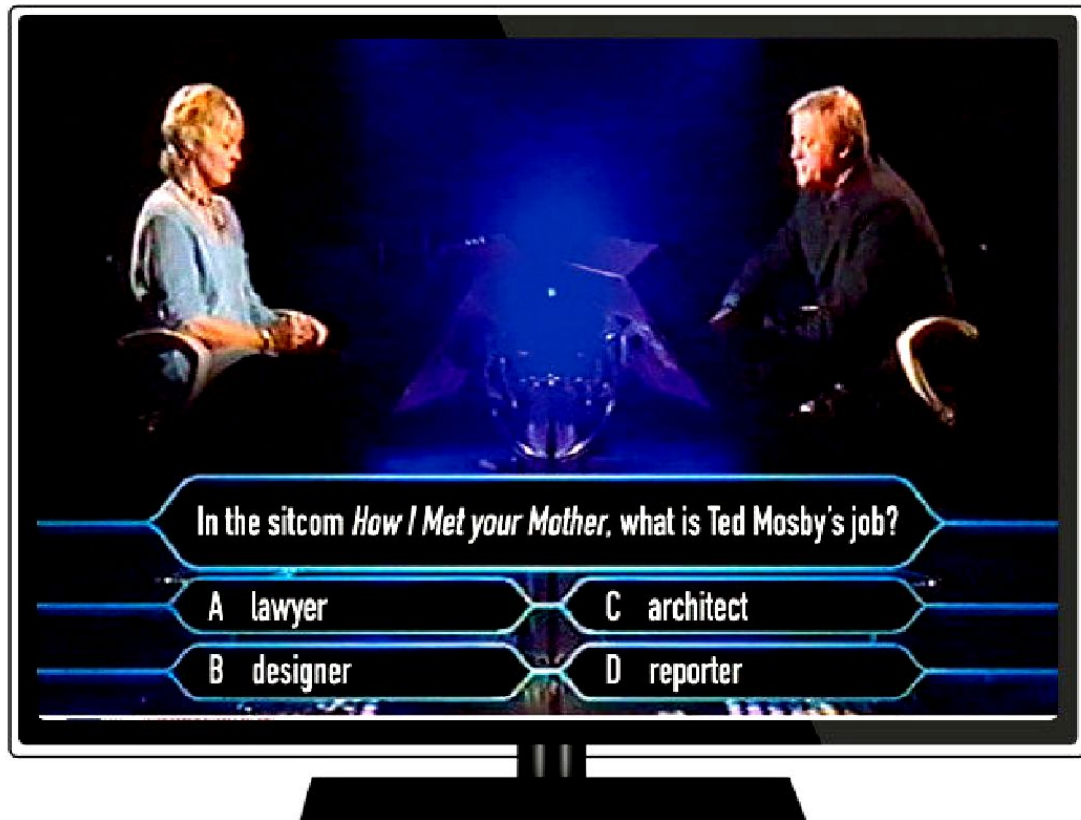 In the sitcom How I Met your Mother, what is Ted Mosby's job?
A lawyer
C architect
B designer
D reporter